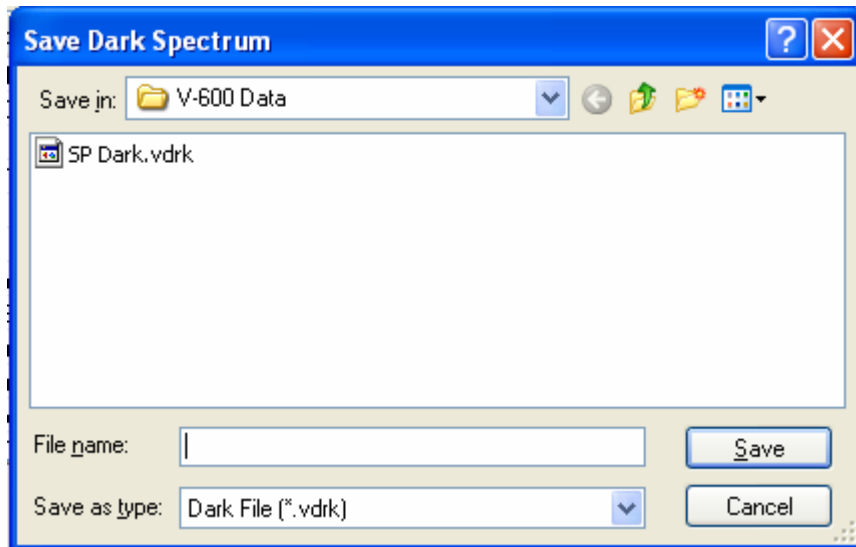 Save Dark Spectrum
Save in: V-600 Data
SP Dark.vdrk
File name:
Save
Save as type: Dark File (*.vdrk)
Cancel